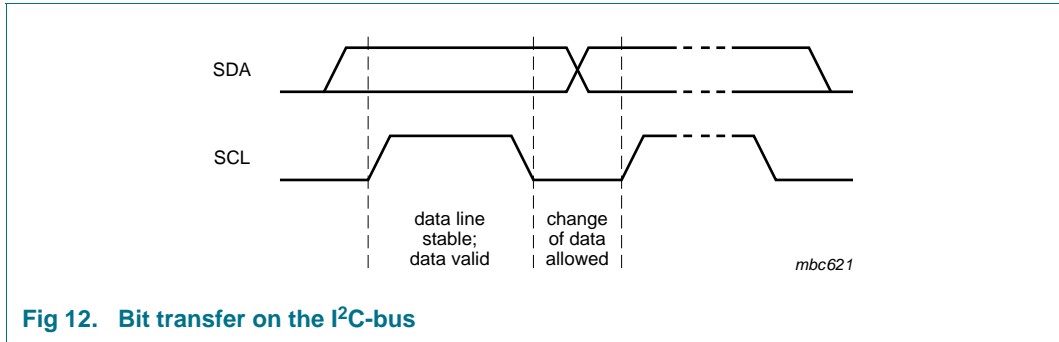 SDA
SCL
data line
stable;
data valid
change
of data
allowed
mbc621
Fig 12. Bit transfer on the I²C-bus